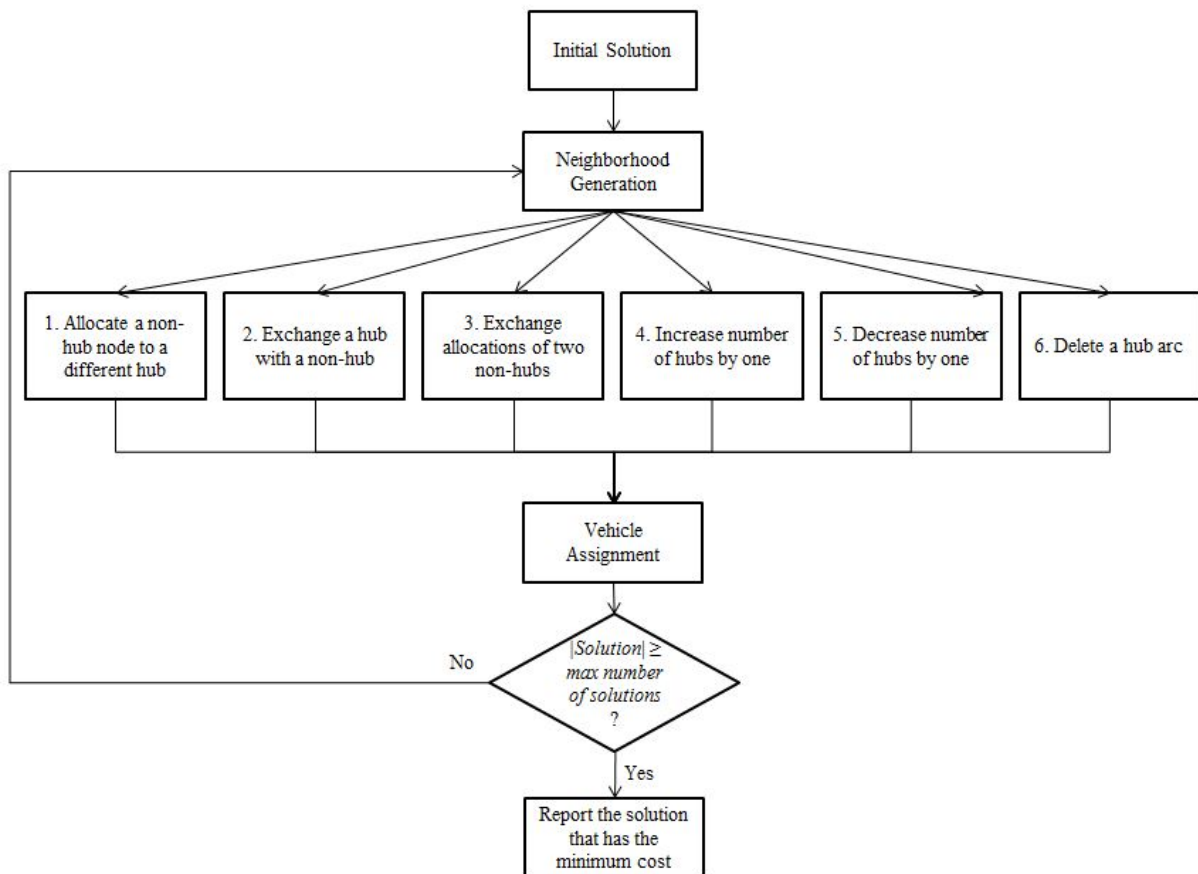 Initial Solution
Neighborhood
Generation
1. Allocate a non-
hub node to a
different hub
2. Exchange a hub
with a non-hub
3. Exchange
allocations of two
non-hubs
4. Increase number
of hubs by one
5. Decrease number
of hubs by one
6. Delete a hub arc
Vehicle
Assignment
|Solution| ≥
max number
of solutions
?
No
Yes
Report the solution
that has the
minimum cost